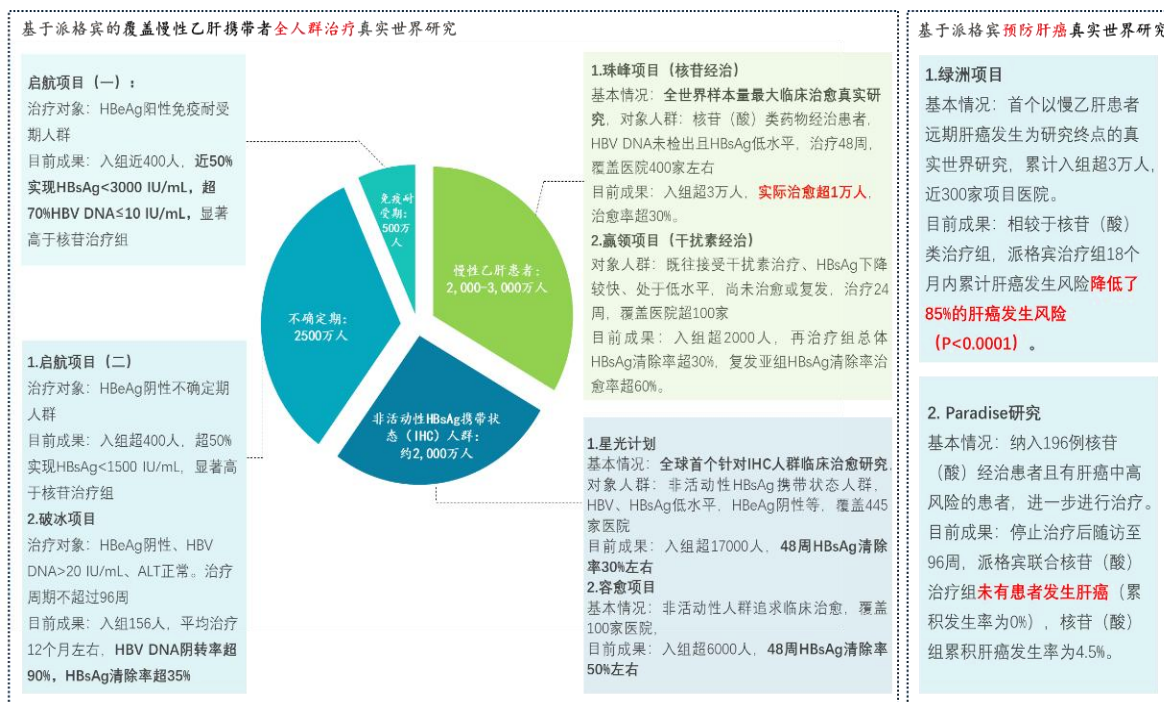 基于派格宾的覆盖慢性乙肝携带者全人群治疗真实世界研究
启航项目（一）：
治疗对象：HBeAg阳性免疫耐受
期人群
目前成果：入组近400人，近50%
实现HBsAg<3000 IU/mL，超
70%HBV DNA≤10 IU/mL，显著
高于核苷治疗组
1.启航项目（二）
治疗对象：HBeAg阴性不确定期
人群
目前成果：入组超400人，超50%
实现HBsAg<1500 IU/mL，显著高
于核苷治疗组
2.破冰项目
治疗对象：HBeAg阴性、HBV
DNA>20 IU/mL、ALT正常。治疗
周期不超过96周
目前成果：入组156人，平均治疗
12个月左右，HBV DNA阴转率超
90%，HBsAg清除率超35%
免疫耐
受期：
500万
人
慢性乙肝患者：
2,000-3,000万人
不确定期：
2500万人
非活动性HBsAg携带状
态（IHC）人群：
约2,000万人
1.珠峰项目（核苷经治）
基本情况：全世界样本量最大临床治愈真实研
究，对象人群：核苷（酸）类药物经治患者，
HBV DNA未检出且HBsAg低水平，治疗48周，
覆盖医院400家左右
目前成果：入组超3万人，实际治愈超1万人，
治愈率超30%。
2.赢领项目（干扰素经治）
对象人群：既往接受干扰素治疗、HBsAg下降
较快、处于低水平，尚未治愈或复发，治疗24
周，覆盖医院超100家
目前成果：入组超2000人，再治疗组总体
HBsAg清除率超30%，复发亚组HBsAg清除率治
愈率超60%。
1.星光计划
基本情况：全球首个针对IHC人群临床治愈研究，
对象人群：非活动性HBsAg携带状态人群，
HBV、HBsAg低水平，HBeAg阴性等，覆盖445
家医院
目前成果：入组超17000人，48周HBsAg清除
率30%左右
2.容愈项目
基本情况：非活动性人群追求临床治愈，覆盖
100家医院，
目前成果：入组超6000人，48周HBsAg清除率
50%左右
基于派格宾预防肝癌真实世界研究
1.绿洲项目
基本情况：首个以慢乙肝患者
远期肝癌发生为研究终点的真
实世界研究，累计入组超3万人，
近300家项目医院。
目前成果：相较于核苷（酸）
类治疗组，派格宾治疗组18个
月内累计肝癌发生风险降低了
85%的肝癌发生风险
（P<0.0001）。
2. Paradise研究
基本情况：纳入196例核苷
（酸）经治患者且有肝癌中高
风险的患者，进一步进行治疗。
目前成果：停止治疗后随访至
96周，派格宾联合核苷（酸）
治疗组未有患者发生肝癌（累
积发生率为0%），核苷（酸）
组累积肝癌发生率为4.5%。